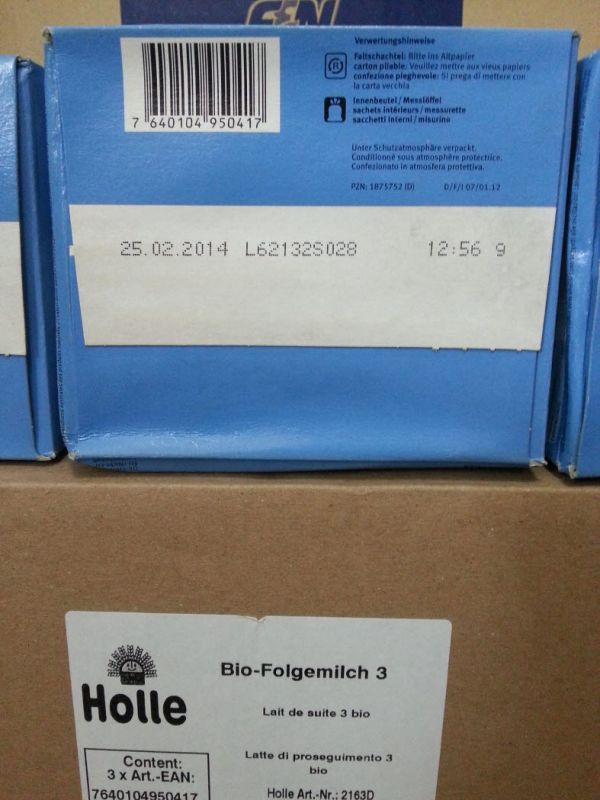 Verwertungshinweise
Faltschachtel: Bitte ins Altpapier
carton pliable: Veuillez mettre aux vieux papiers
confezione pieghevole: Si prega di mettere con
la carta vecchia
Innenbeutel / Messlöffel
sachets intérieurs / mesurette
sacchetti interni / misurino
7 640104 950417
Unter Schutzatmosphäre verpackt.
Conditionné sous atmosphère protectrice.
Confezionato in atmosfera protettiva.
PZN: 1875752 (D) D/F/I 07/01.12
25.02.2014 L62132S028 12:56 9
Holle
Bio-Folgemilch 3
Lait de suite 3 bio
Latte di proseguimento 3
bio
Content:
3 x Art.-EAN:
7640104950417
Holle Art.-Nr.: 2163D